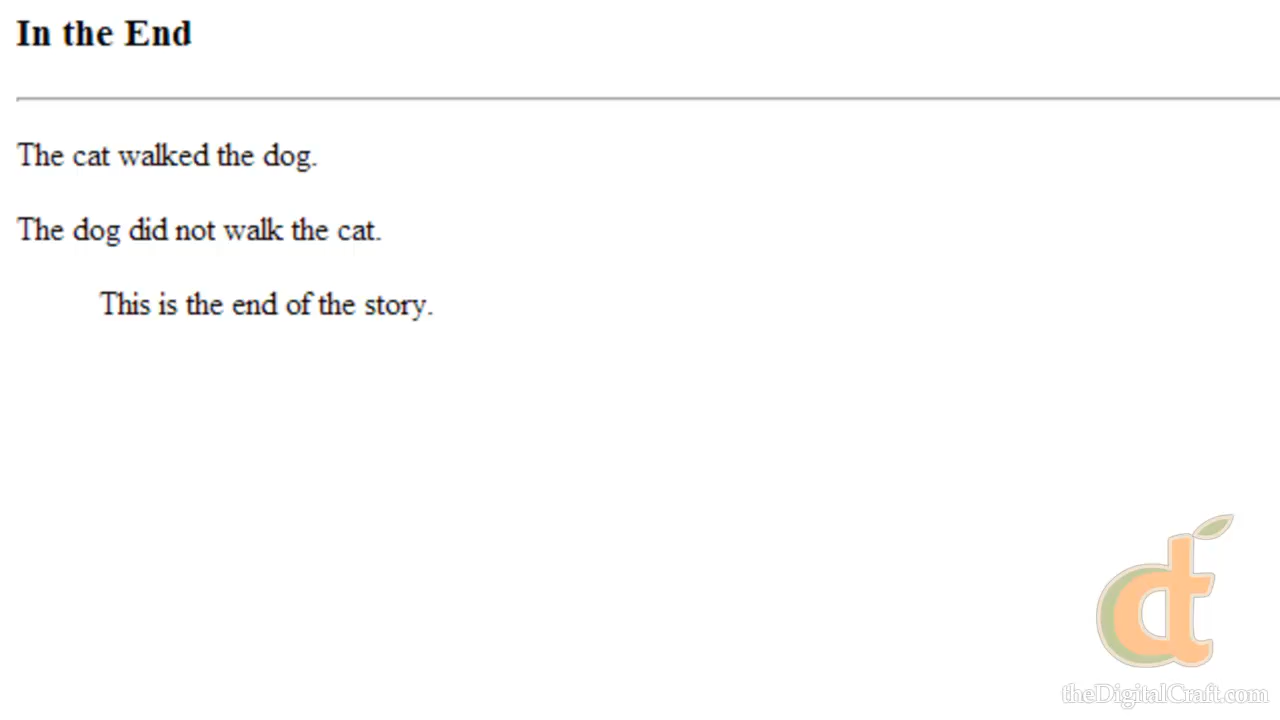 In the End
The cat walked the dog.
The dog did not walk the cat.
This is the end of the story.
dt
theDigitalCraft.com